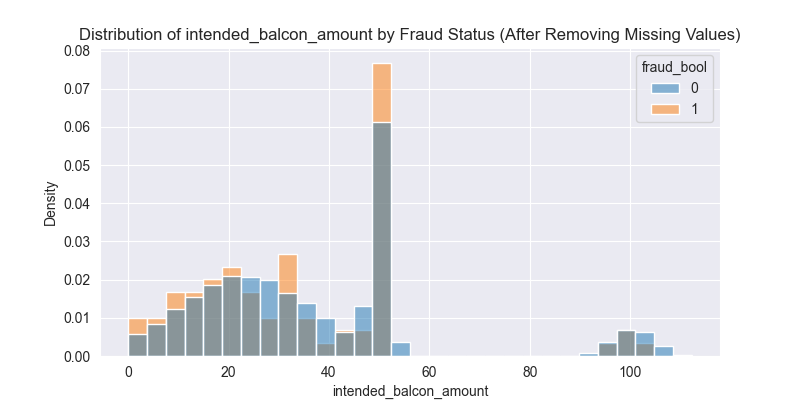 Distribution of intended_balcon_amount by Fraud Status (After Removing Missing Values)
fraud_bool
0
1
Density
0.08
0.07
0.06
0.05
0.04
0.03
0.02
0.01
0.00
0 20 40 60 80 100
intended_balcon_amount